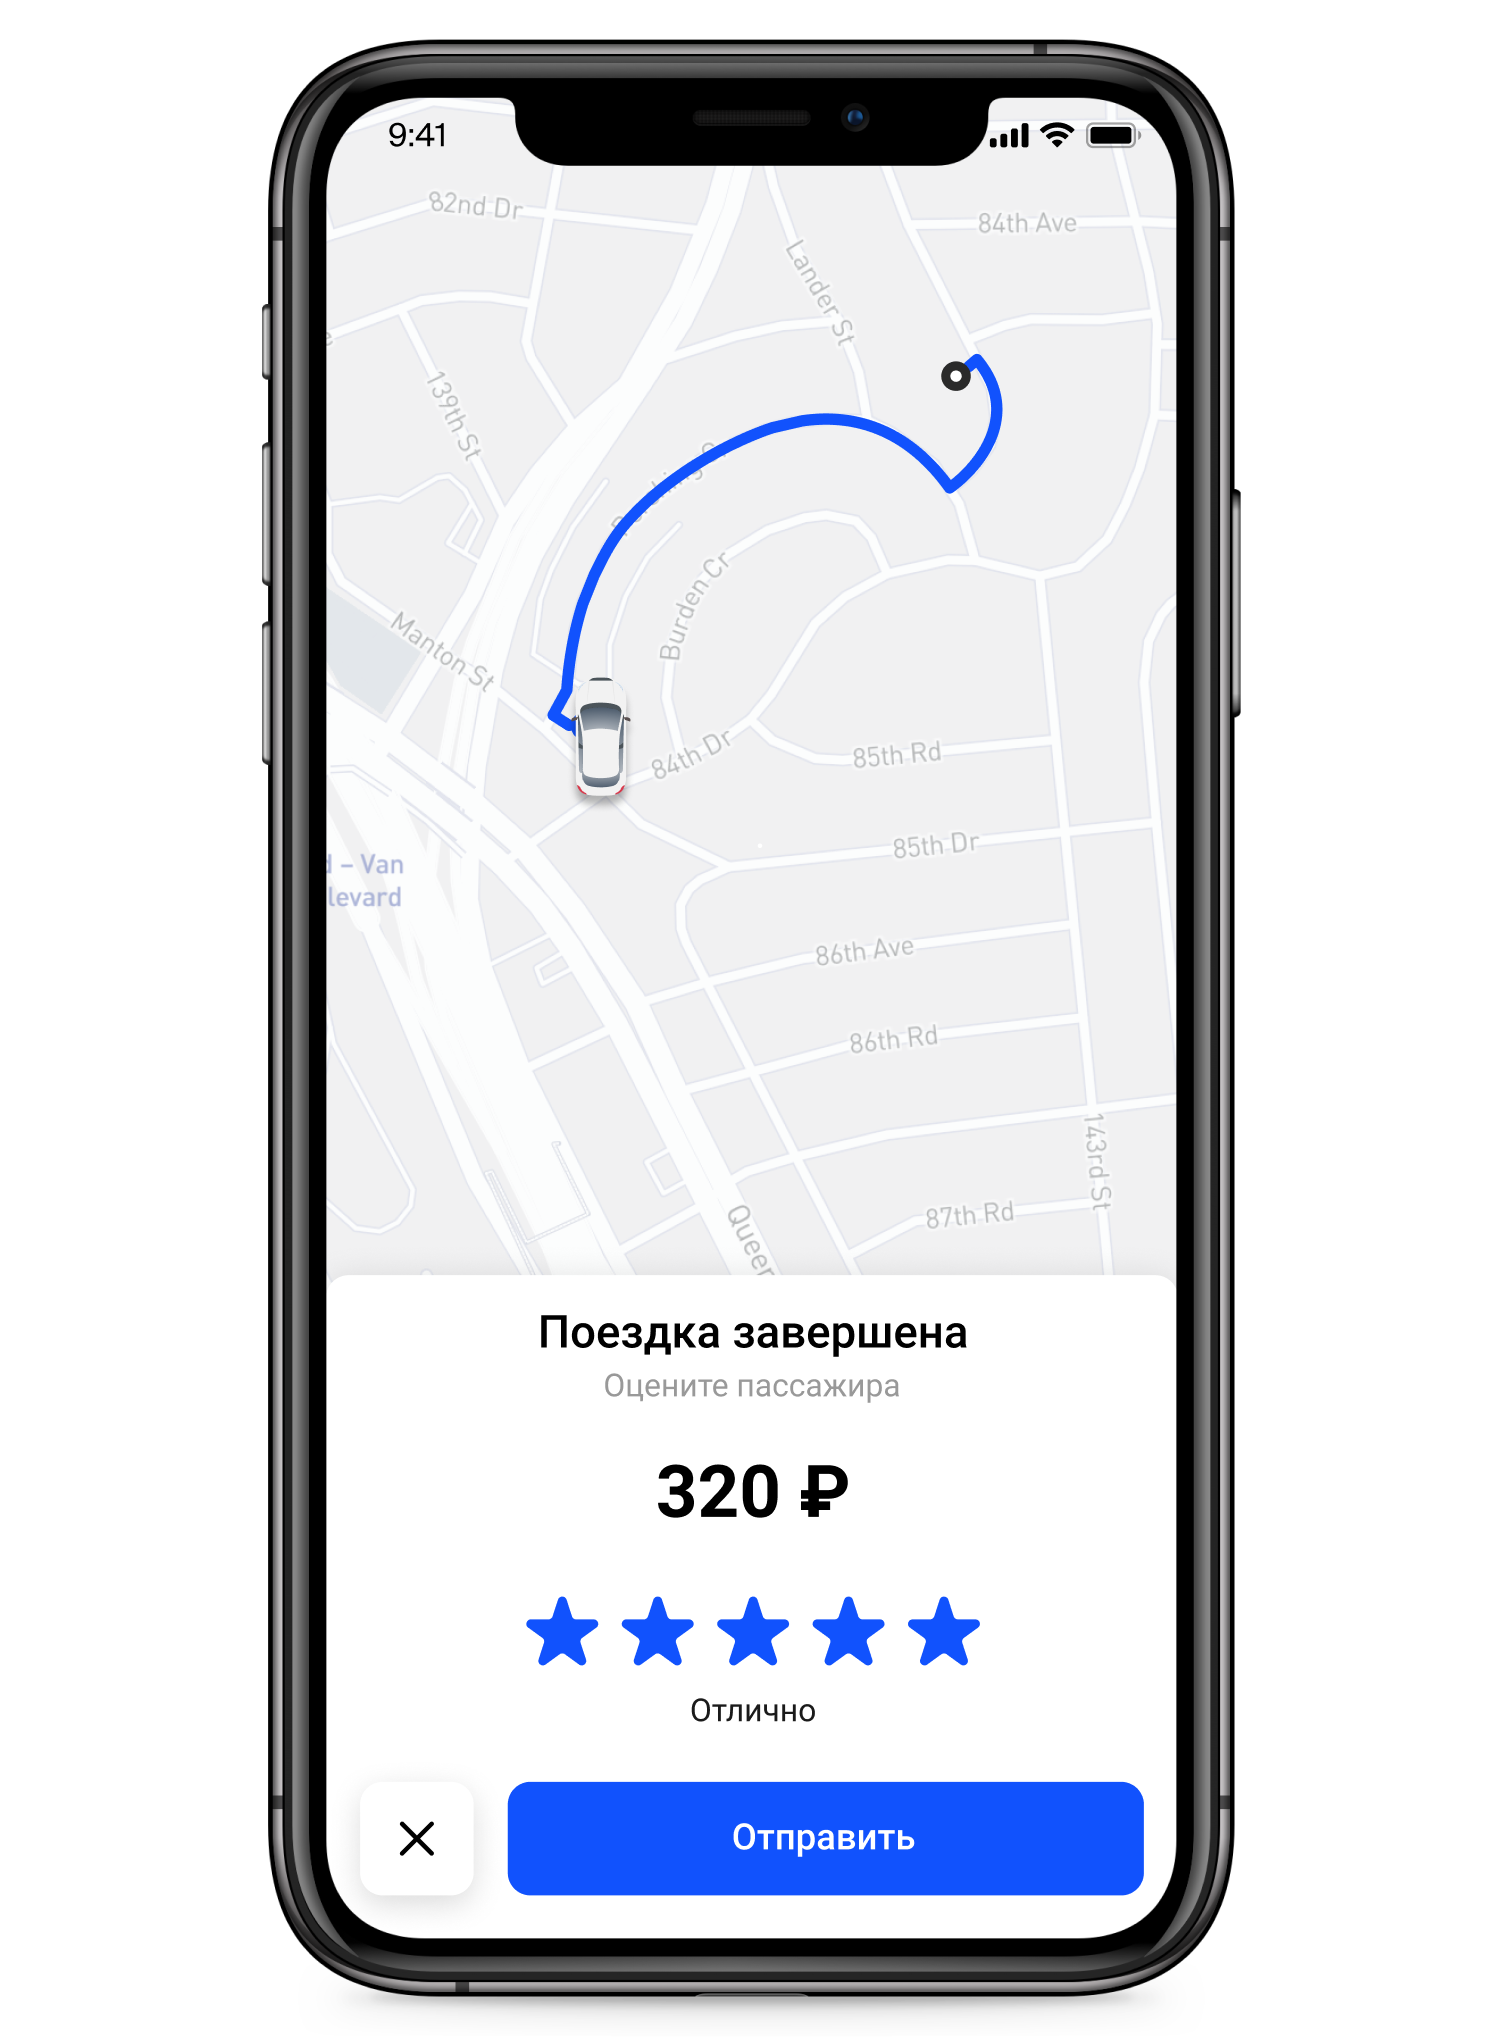 9:41
82nd Dr
84th Ave
Lander St
139th St
Burden Cr
Manton St
84th Dr
85th Rd
85th Dr
– Van
levard
86th Ave
86th Rd
143rd St
87th Rd
Queen
Поездка завершена
Оцените пассажира
320 ₽
Отлично
Отправить